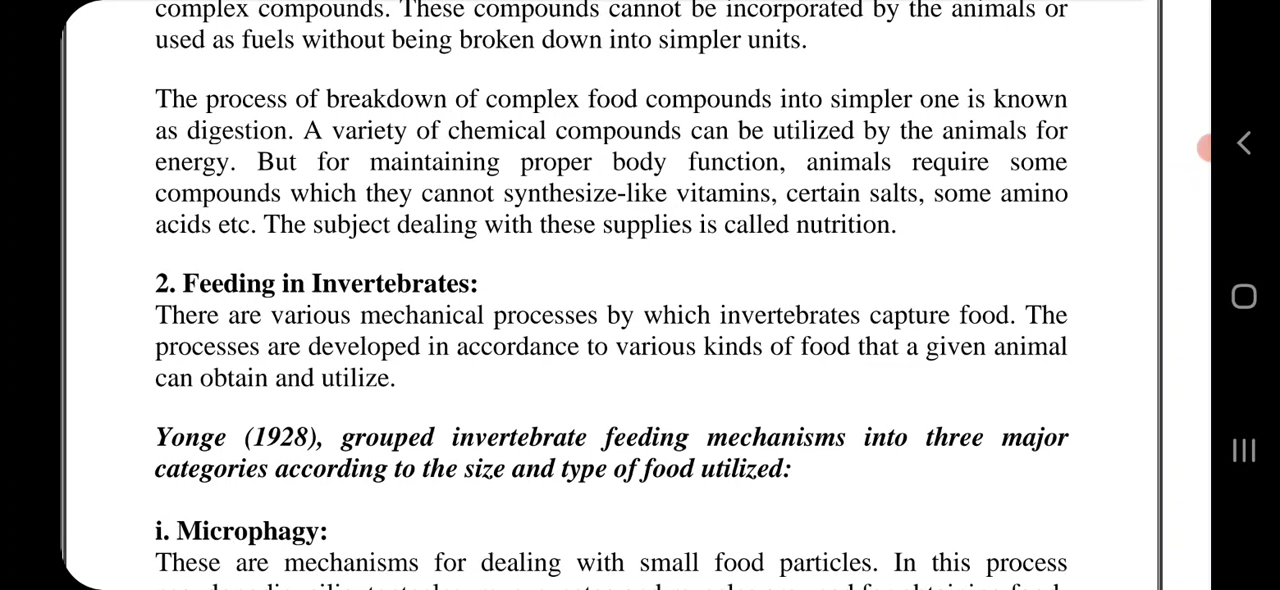 complex compounds. These compounds cannot be incorporated by the animals or
used as fuels without being broken down into simpler units.
The process of breakdown of complex food compounds into simpler one is known
as digestion. A variety of chemical compounds can be utilized by the animals for
energy. But for maintaining proper body function, animals require some
compounds which they cannot synthesize-like vitamins, certain salts, some amino
acids etc. The subject dealing with these supplies is called nutrition.
2. Feeding in Invertebrates:
There are various mechanical processes by which invertebrates capture food. The
processes are developed in accordance to various kinds of food that a given animal
can obtain and utilize.
Yonge (1928), grouped invertebrate feeding mechanisms into three major
categories according to the size and type of food utilized:
i. Microphagy:
These are mechanisms for dealing with small food particles. In this process